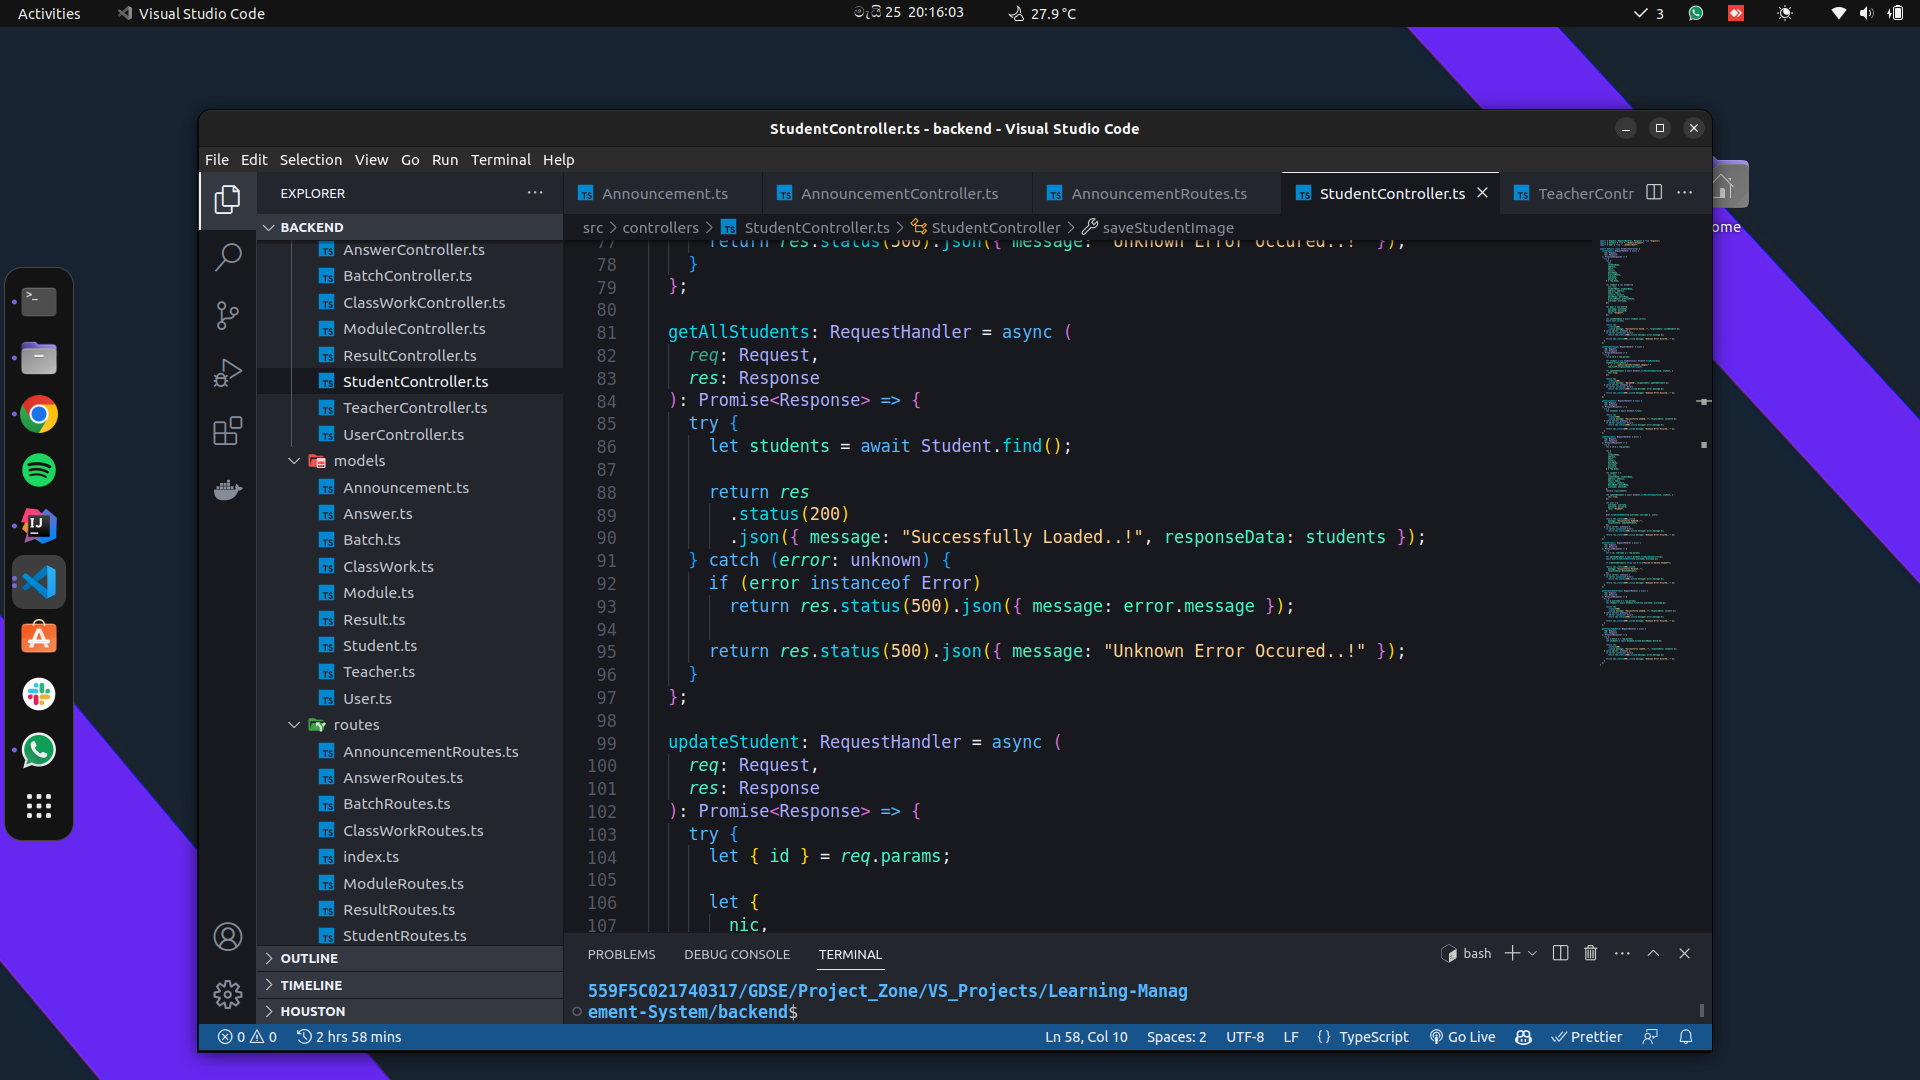 Activities
Visual Studio Code
මැයි 25 20:16:03
27.9 °C
3
StudentController.ts - backend - Visual Studio Code
File Edit Selection View Go Run Terminal Help
EXPLORER
Announcement.ts
AnnouncementController.ts
AnnouncementRoutes.ts
StudentController.ts
TeacherContr
ome
BACKEND
src > controllers > StudentController.ts > StudentController > saveStudentImage
AnswerController.ts
BatchController.ts
ClassWorkController.ts
ModuleController.ts
ResultController.ts
StudentController.ts
TeacherController.ts
UserController.ts
models
Announcement.ts
Answer.ts
Batch.ts
ClassWork.ts
Module.ts
Result.ts
Student.ts
Teacher.ts
User.ts
routes
AnnouncementRoutes.ts
AnswerRoutes.ts
BatchRoutes.ts
ClassWorkRoutes.ts
index.ts
ModuleRoutes.ts
ResultRoutes.ts
StudentRoutes.ts
OUTLINE
TIMELINE
HOUSTON
77 return res.status(500).json({ message: "Unknown Error Occured..!" });
78 }
79 };
80
81 getAllStudents: RequestHandler = async (
82 req: Request,
83 res: Response
84 ): Promise<Response> => {
85 try {
86 let students = await Student.find();
87
88 return res
89 .status(200)
90 .json({ message: "Successfully Loaded..!", responseData: students });
91 } catch (error: unknown) {
92 if (error instanceof Error)
93 return res.status(500).json({ message: error.message });
94
95 return res.status(500).json({ message: "Unknown Error Occured..!" });
96 }
97 };
98
99 updateStudent: RequestHandler = async (
100 req: Request,
101 res: Response
102 ): Promise<Response> => {
103 try {
104 let { id } = req.params;
105
106 let {
107 nic,
PROBLEMS DEBUG CONSOLE TERMINAL
bash
559F5C021740317/GDSE/Project_Zone/VS_Projects/Learning-Manag
ement-System/backend$
0 0 2 hrs 58 mins
Ln 58, Col 10 Spaces: 2 UTF-8 LF {} TypeScript Go Live Prettier